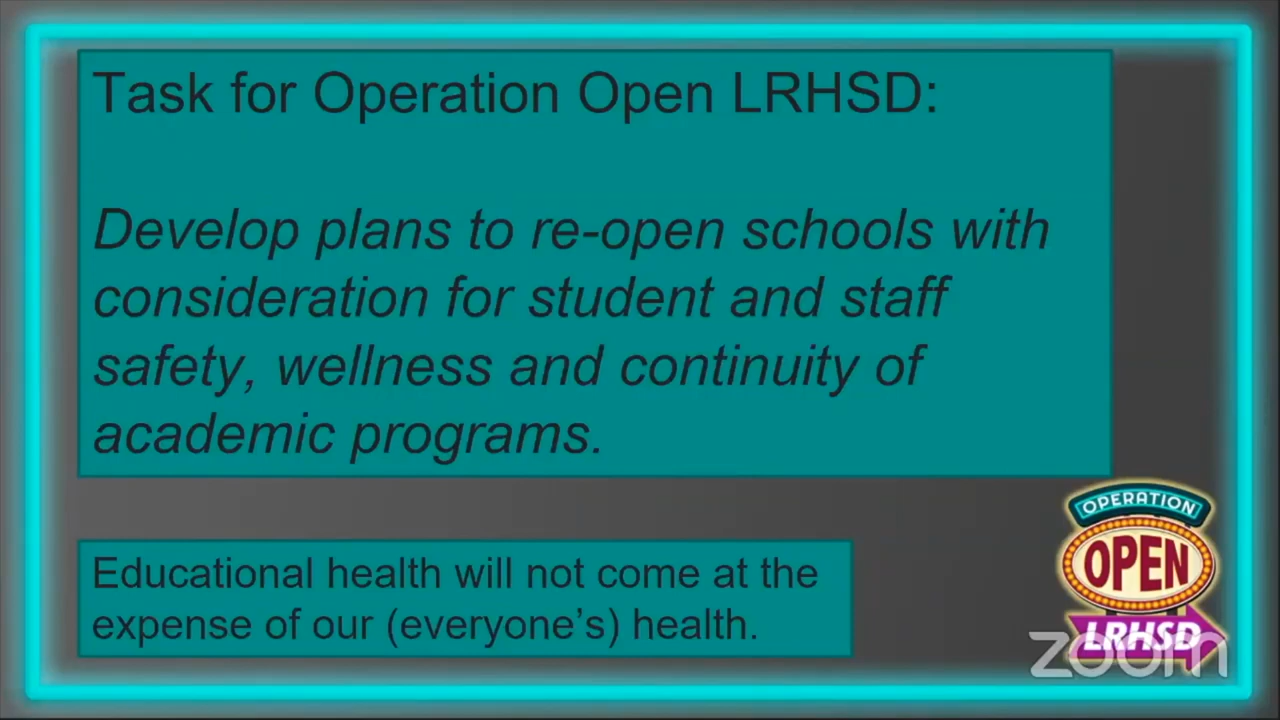 Task for Operation Open LRHSD:
Develop plans to re-open schools with
consideration for student and staff
safety, wellness and continuity of
academic programs.
Educational health will not come at the
expense of our (everyone’s) health.
OPERATION
OPEN
LRHSD
zoom